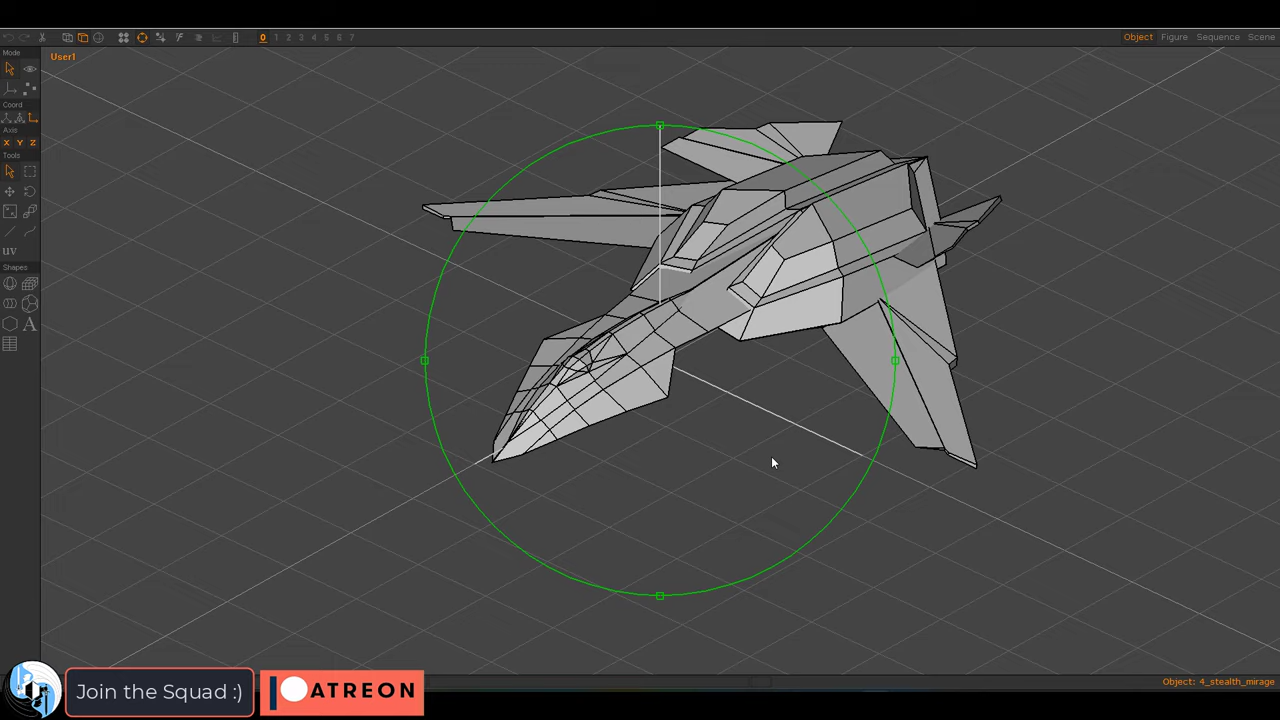 0 1 2 3 4 5 6 7
Object Figure Sequence Scene
Mode
User1
Coord
Axis
X Y Z
Tools
uv
Shapes
A
Object: 4_stealth_mirage
Join the Squad :)
PATREON